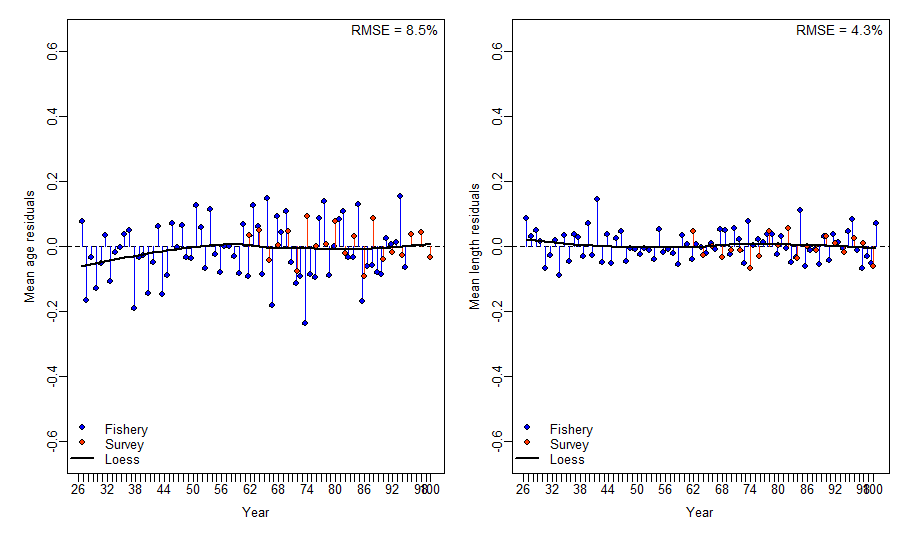 RMSE = 8.5%
0.6
0.4
0.2
0.0
-0.2
-0.4
-0.6
Mean age residuals
Fishery
Survey
Loess
26 32 38 44 50 56 62 68 74 80 86 92 98 100
Year
RMSE = 4.3%
0.6
0.4
0.2
0.0
-0.2
-0.4
-0.6
Mean length residuals
Fishery
Survey
Loess
26 32 38 44 50 56 62 68 74 80 86 92 98 100
Year